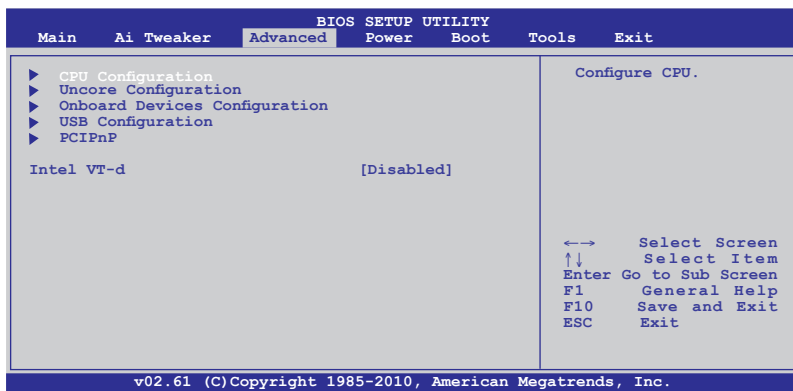 BIOS SETUP UTILITY
Main Ai Tweaker Advanced Power Boot Tools Exit
CPU Configuration
Uncore Configuration
Onboard Devices Configuration
USB Configuration
PCIPnP
Intel VT-d [Disabled]
Configure CPU.
←→ Select Screen
↑↓ Select Item
Enter Go to Sub Screen
F1 General Help
F10 Save and Exit
ESC Exit
v02.61 (C)Copyright 1985-2010, American Megatrends, Inc.